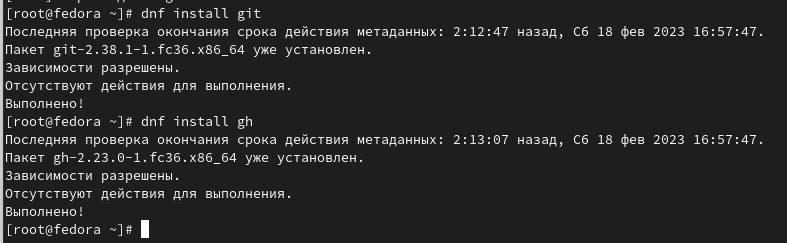 [root@fedora ~]# dnf install git
Последняя проверка окончания срока действия метаданных: 2:12:47 назад, Сб 18 фев 2023 16:57:47.
Пакет git-2.38.1-1.fc36.x86_64 уже установлен.
Зависимости разрешены.
Отсутствуют действия для выполнения.
Выполнено!
[root@fedora ~]# dnf install gh
Последняя проверка окончания срока действия метаданных: 2:13:07 назад, Сб 18 фев 2023 16:57:47.
Пакет gh-2.23.0-1.fc36.x86_64 уже установлен.
Зависимости разрешены.
Отсутствуют действия для выполнения.
Выполнено!
[root@fedora ~]#